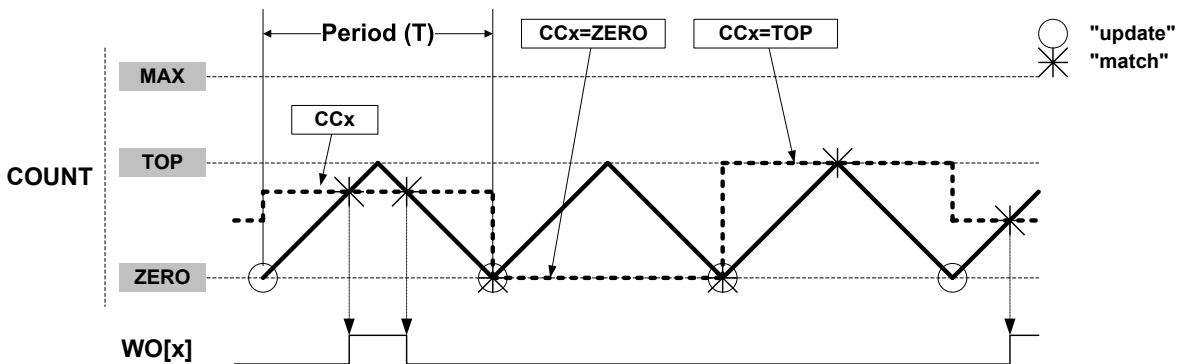 Period (T)
CCx=ZERO
CCx=TOP
"update"
"match"
MAX
CCx
TOP
COUNT
ZERO
WO[x]